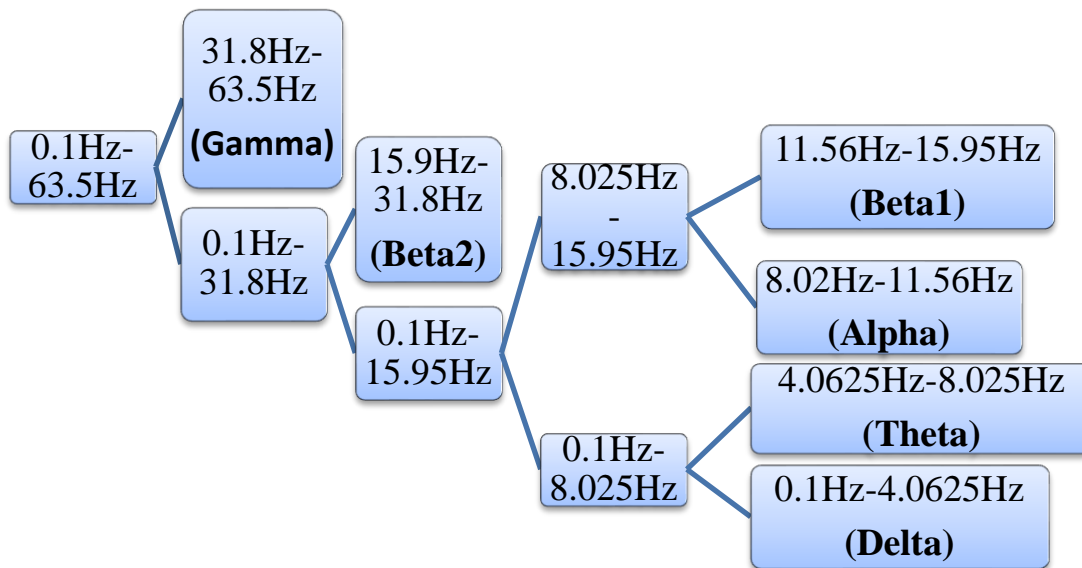 0.1Hz-
63.5Hz
31.8Hz-
63.5Hz
(Gamma)
0.1Hz-
31.8Hz
15.9Hz-
31.8Hz
(Beta2)
0.1Hz-
15.95Hz
8.025Hz
-
15.95Hz
0.1Hz-
8.025Hz
11.56Hz-15.95Hz
(Beta1)
8.02Hz-11.56Hz
(Alpha)
4.0625Hz-8.025Hz
(Theta)
0.1Hz-4.0625Hz
(Delta)